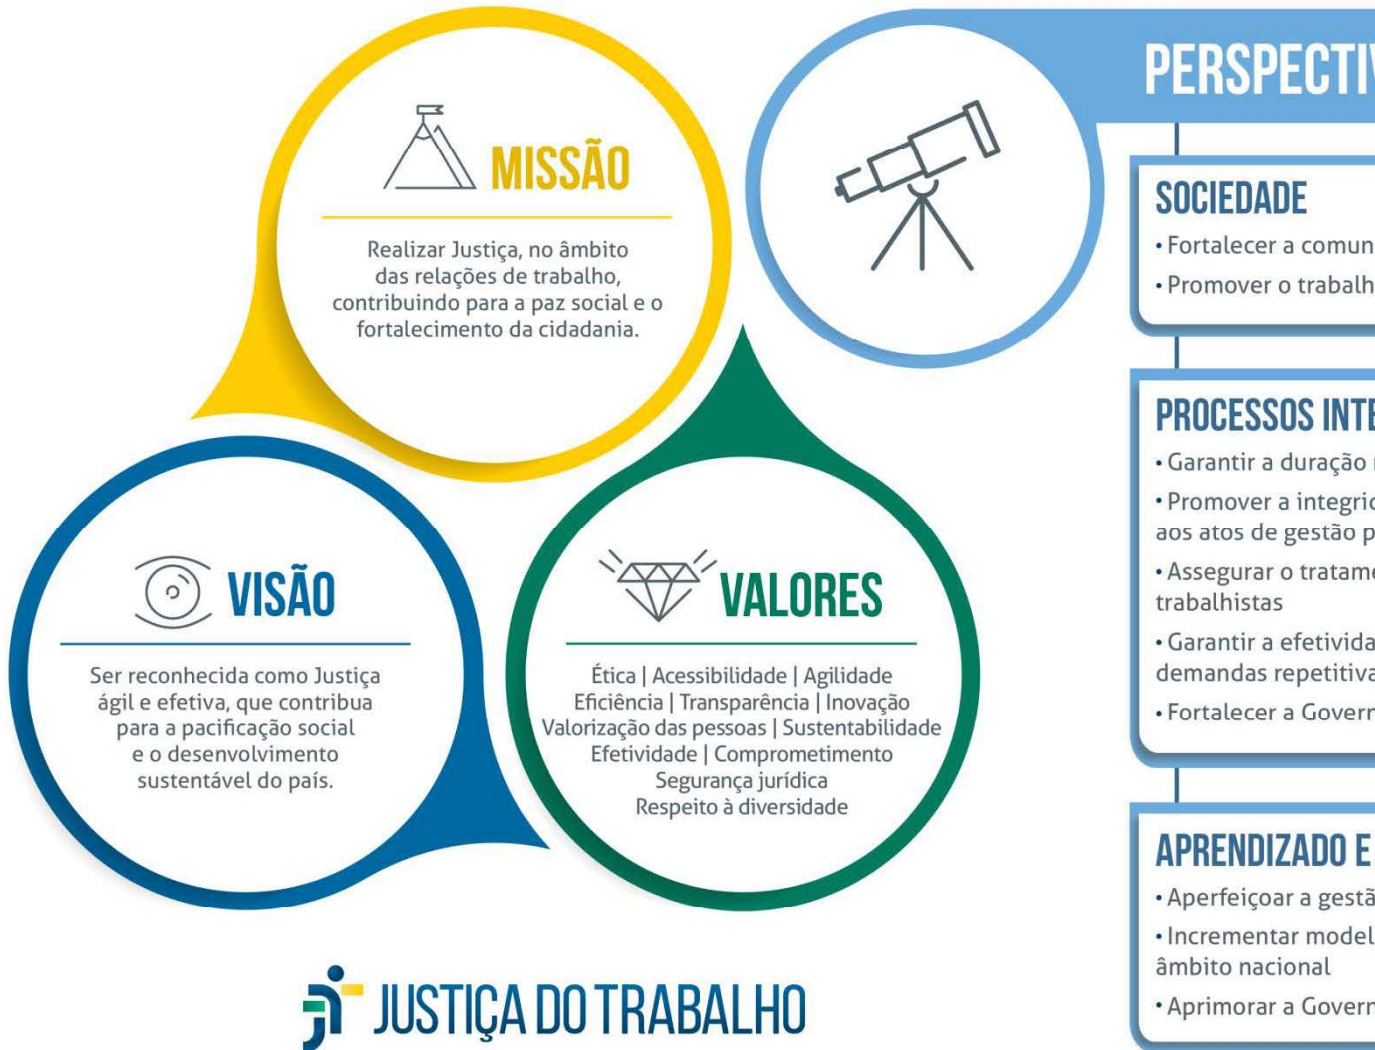 MISSÃO
Realizar Justiça, no âmbito
das relações de trabalho,
contribuindo para a paz social e o
fortalecimento da cidadania.
VISÃO
Ser reconhecida como Justiça
ágil e efetiva, que contribua
para a pacificação social
e o desenvolvimento
sustentável do país.
VALORES
Ética | Acessibilidade | Agilidade
Eficiência | Transparência | Inovação
Valorização das pessoas | Sustentabilidade
Efetividade | Comprometimento
Segurança jurídica
Respeito à diversidade
JUSTIÇA DO TRABALHO
SOCIEDADE
• Fortalecer a
• Promover o
PROCESSOS
• Garantir a duração
• Promover a
aos atos de gestão
• Assegurar o
trabalhistas
• Garantir a
demandas
• Fortalecer a
APRENDIZADO E
• Aperfeiçoar a
• Incrementar
âmbito nacional
• Aprimorar a